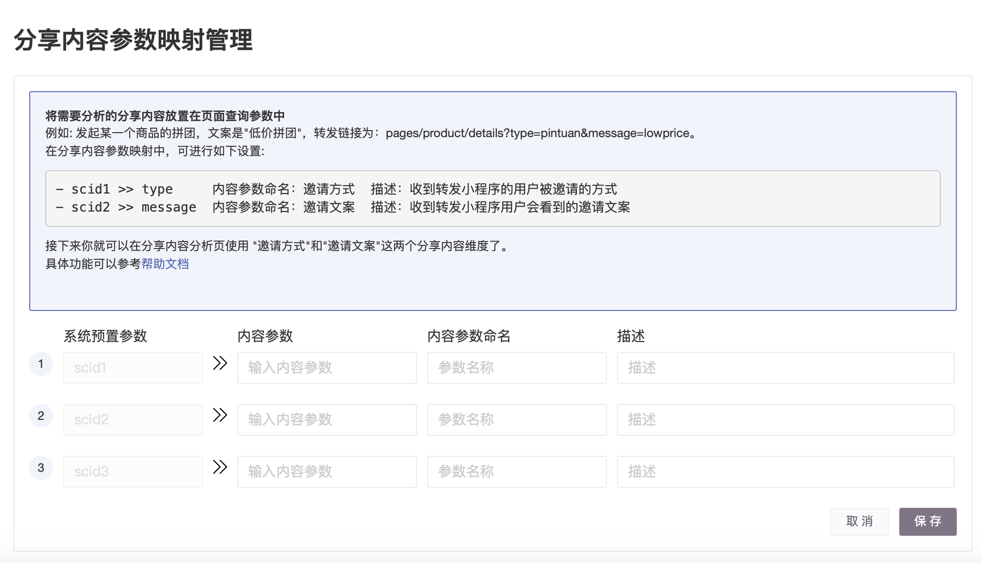 分享内容参数映射管理
将需要分析的分享内容放置在页面查询参数中
例如: 发起某一个商品的拼团，文案是"低价拼团"，转发链接为：pages/product/details?type=pintuan&message=lowprice。
在分享内容参数映射中，可进行如下设置:
– scid1 >> type 内容参数命名：邀请方式 描述：收到转发小程序的用户被邀请的方式
– scid2 >> message 内容参数命名：邀请文案 描述：收到转发小程序用户会看到的邀请文案
接下来你就可以在分享内容分析页使用 "邀请方式"和"邀请文案"这两个分享内容维度了。
具体功能可以参考帮助文档
系统预置参数 内容参数 内容参数命名 描述
1 scid1 >> 输入内容参数 参数名称 描述
2 scid2 >> 输入内容参数 参数名称 描述
3 scid3 >> 输入内容参数 参数名称 描述
取 消 保 存